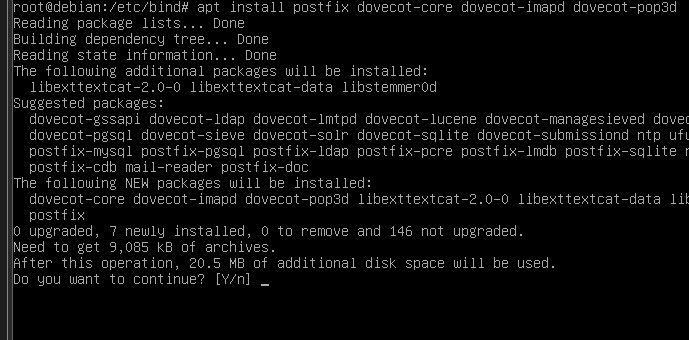 root@debian:/etc/bind# apt install postfix dovecot-core dovecot-imapd dovecot-pop3d
Reading package lists... Done
Building dependency tree... Done
Reading state information... Done
The following additional packages will be installed:
  libexttextcat-2.0-0 libexttextcat-data libstemmer0d
Suggested packages:
  dovecot-gssapi dovecot-ldap dovecot-lmtpd dovecot-lucene dovecot-managesieved dovec
  dovecot-pgsql dovecot-sieve dovecot-solr dovecot-sqlite dovecot-submissiond ntp ufw
  postfix-mysql postfix-pgsql postfix-ldap postfix-pcre postfix-lmdb postfix-sqlite
  postfix-cdb mail-reader postfix-doc
The following NEW packages will be installed:
  dovecot-core dovecot-imapd dovecot-pop3d libexttextcat-2.0-0 libexttextcat-data lib
  postfix
0 upgraded, 7 newly installed, 0 to remove and 146 not upgraded.
Need to get 9,085 kB of archives.
After this operation, 20.5 MB of additional disk space will be used.
Do you want to continue? [Y/n] _